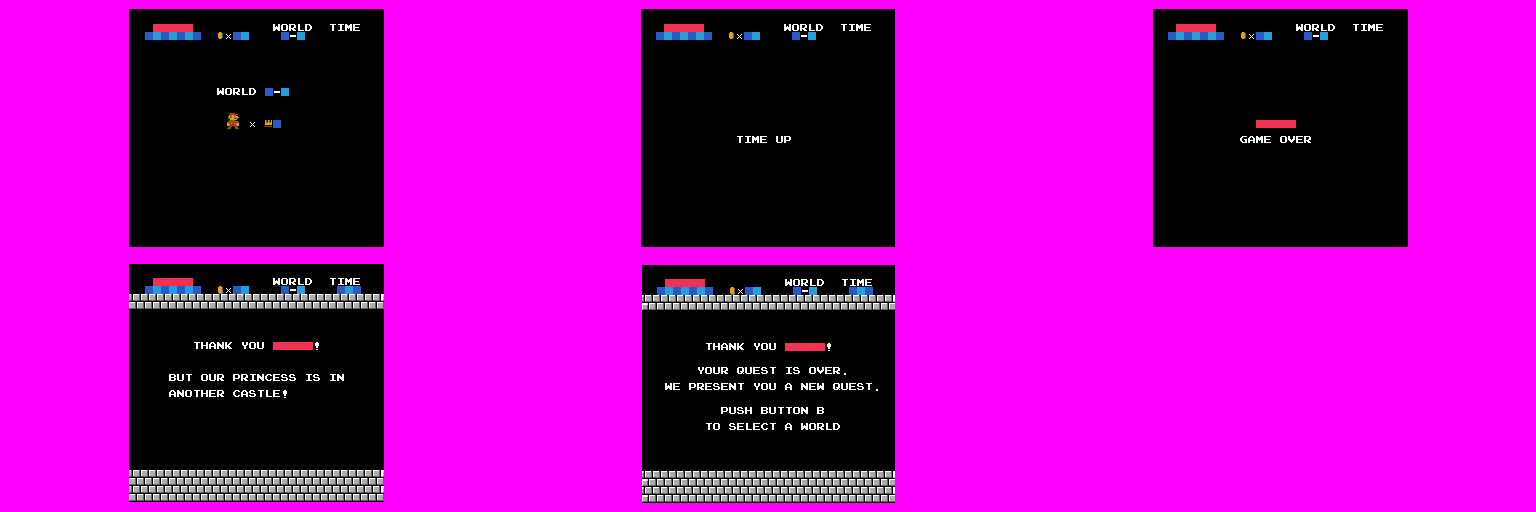 WORLD TIME
×
-
WORLD -
×
WORLD TIME
×
-
TIME UP
WORLD TIME
×
-
GAME OVER
WORLD TIME
×
-
THANK YOU !
BUT OUR PRINCESS IS IN
ANOTHER CASTLE!
WORLD TIME
×
-
THANK YOU !
YOUR QUEST IS OVER.
WE PRESENT YOU A NEW QUEST.
PUSH BUTTON B
TO SELECT A WORLD